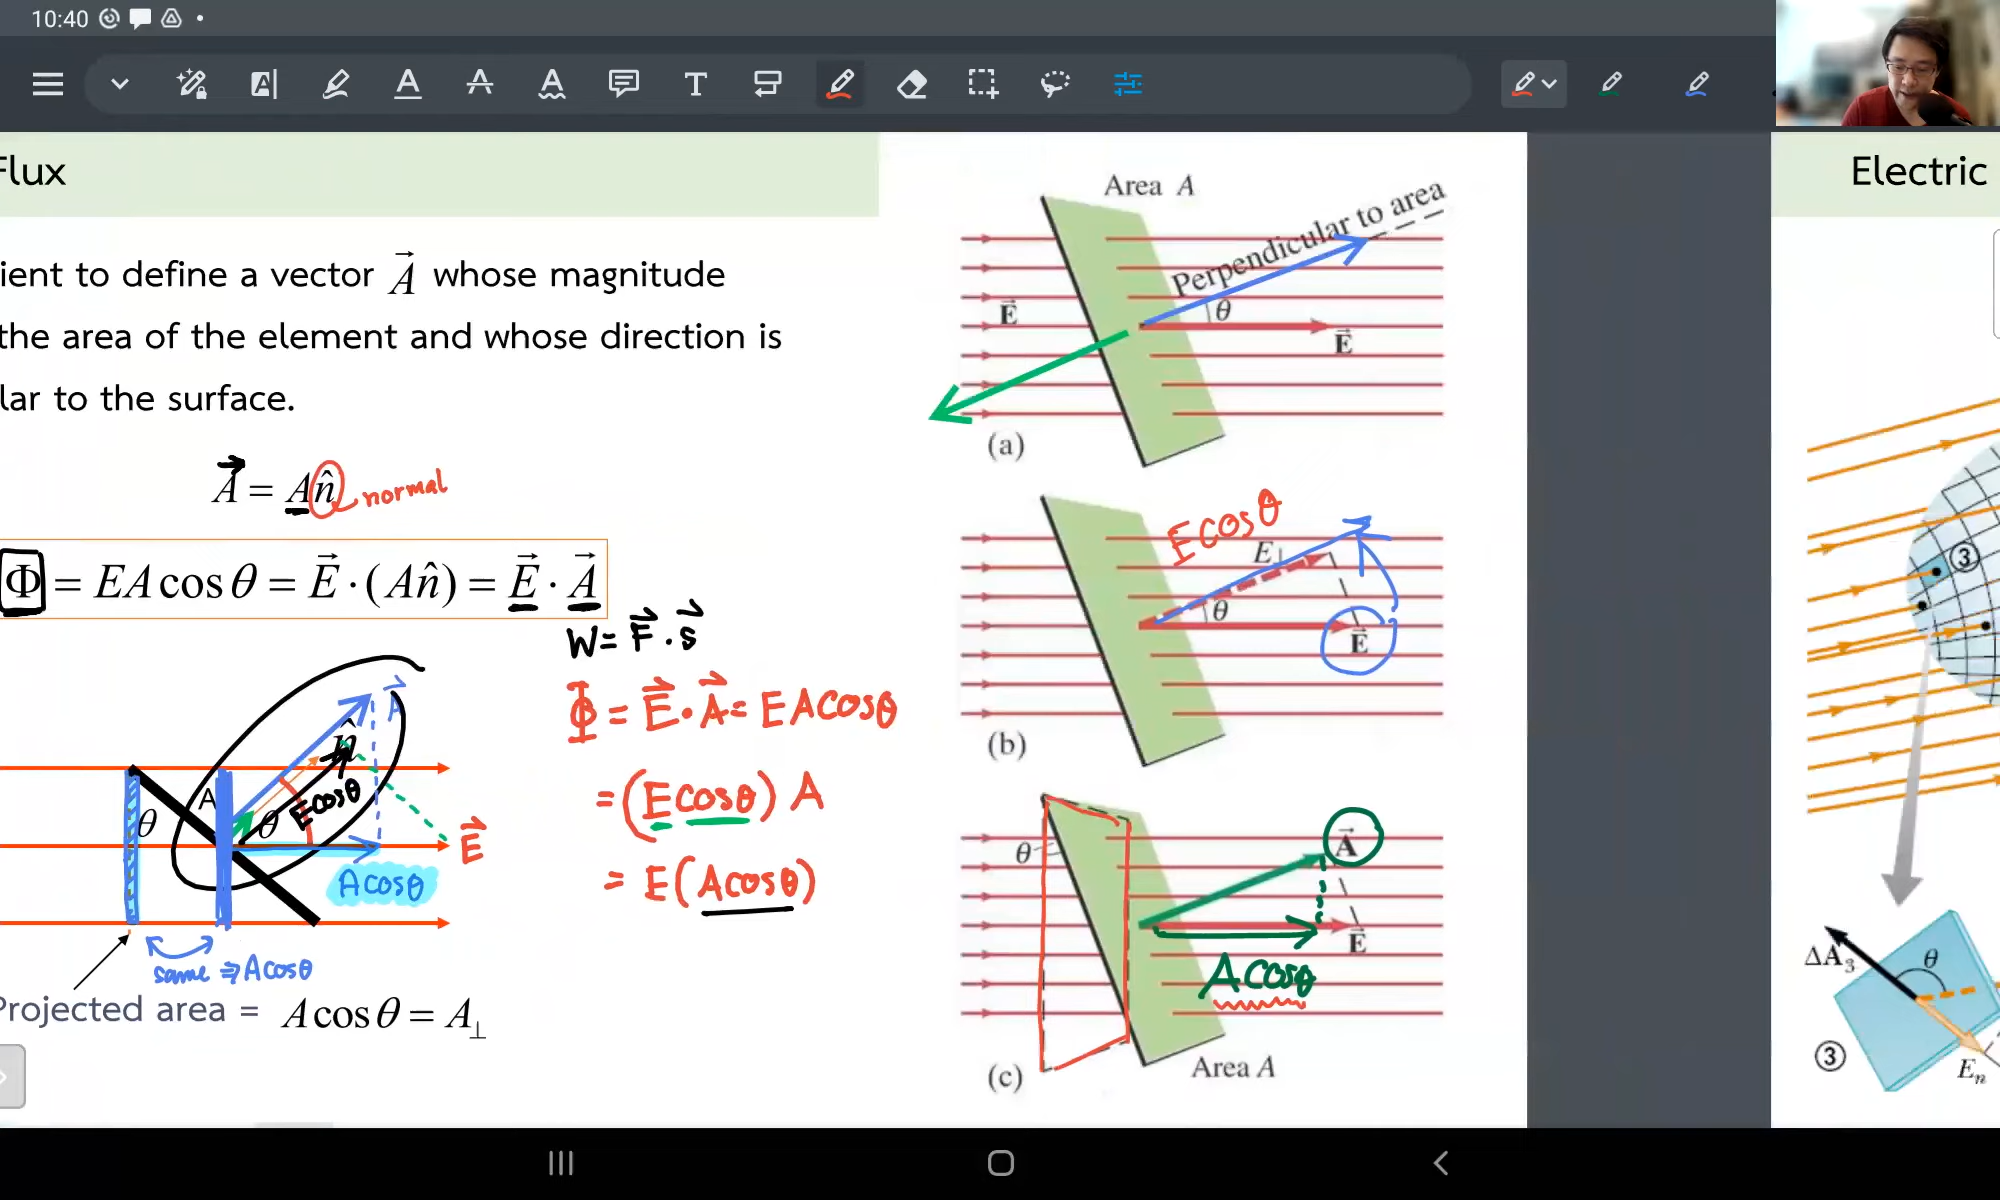 10:40
Flux
Electric
ient to define a vector A⃗ whose magnitude
the area of the element and whose direction is
lar to the surface.
A⃗ = An̂ normal
Φ = EA cos θ = E⃗ · (An̂) = E⃗ · A⃗
W = F⃗ · s⃗
Φ = E⃗ · A⃗ = EAcosθ
= (Ecosθ) A
= E(Acosθ)
A⃗
n̂
A
θ
θ
Ecosθ
E⃗
Acosθ
same ⇒ Acosθ
Projected area = A cos θ = A⊥
Area A
Perpendicular to area
E⃗
θ
E⃗
(a)
Ecosθ
E⊥
θ
E⃗
(b)
θ
A⃗
E⃗
Acosθ
(c)
Area A
③
ΔA⃗₃
θ
③
Eₙ